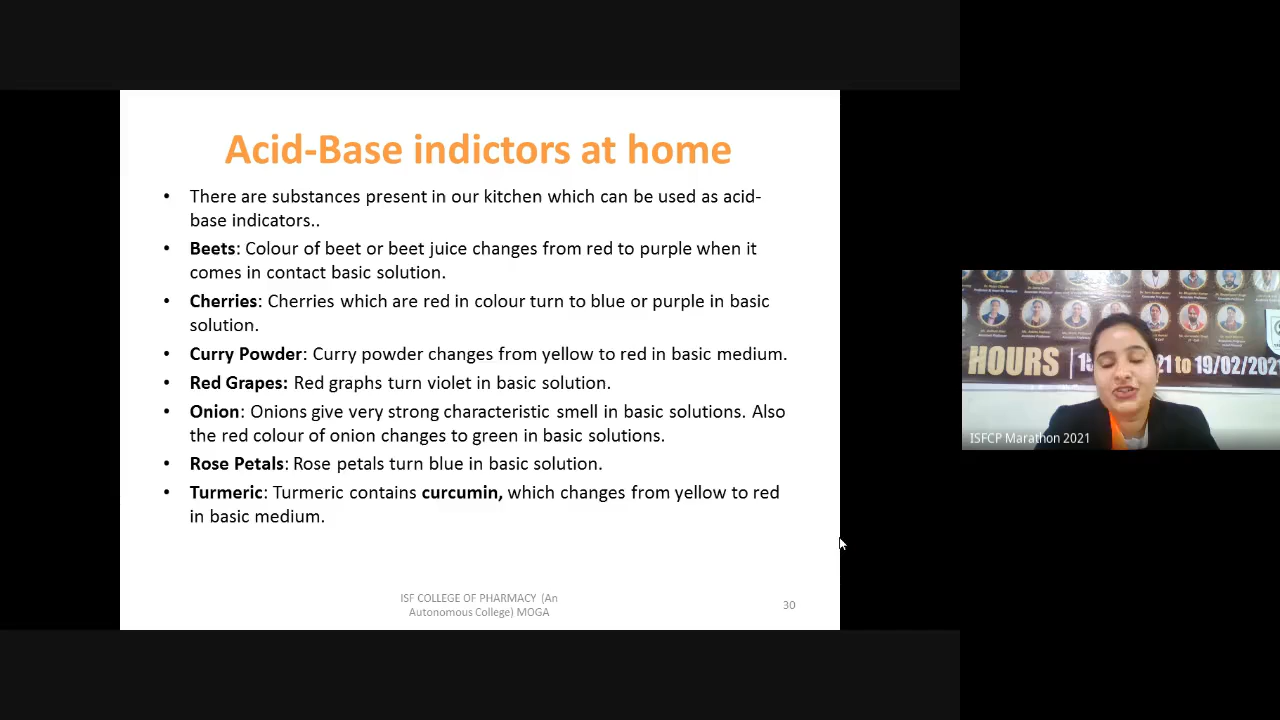 Acid-Base indictors at home
• There are substances present in our kitchen which can be used as acid-
base indicators..
• Beets: Colour of beet or beet juice changes from red to purple when it
comes in contact basic solution.
• Cherries: Cherries which are red in colour turn to blue or purple in basic
solution.
• Curry Powder: Curry powder changes from yellow to red in basic medium.
• Red Grapes: Red graphs turn violet in basic solution.
• Onion: Onions give very strong characteristic smell in basic solutions. Also
the red colour of onion changes to green in basic solutions.
• Rose Petals: Rose petals turn blue in basic solution.
• Turmeric: Turmeric contains curcumin, which changes from yellow to red
in basic medium.
ISF COLLEGE OF PHARMACY (An
Autonomous College) MOGA
30
HOURS 21 to 19/02/2021
ISFCP Marathon 2021